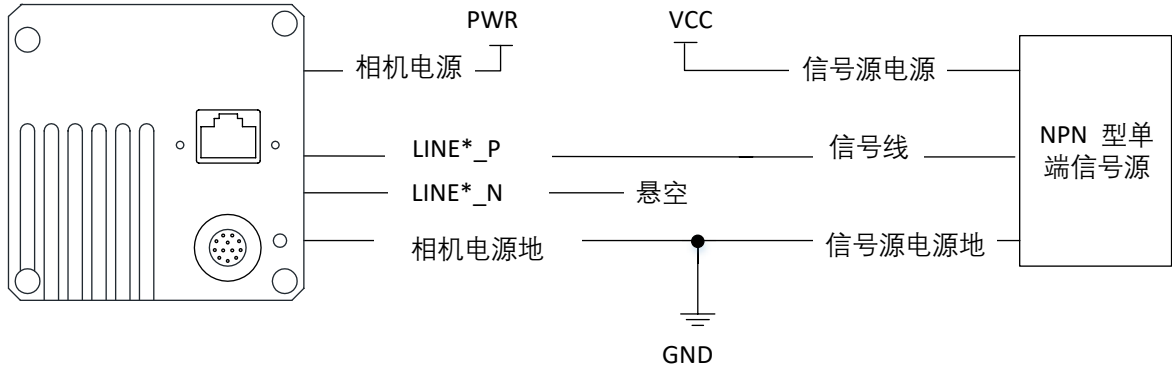 PWR
VCC
相机电源
信号源电源
LINE*_P
信号线
NPN 型单
端信号源
LINE*_N
悬空
相机电源地
信号源电源地
GND